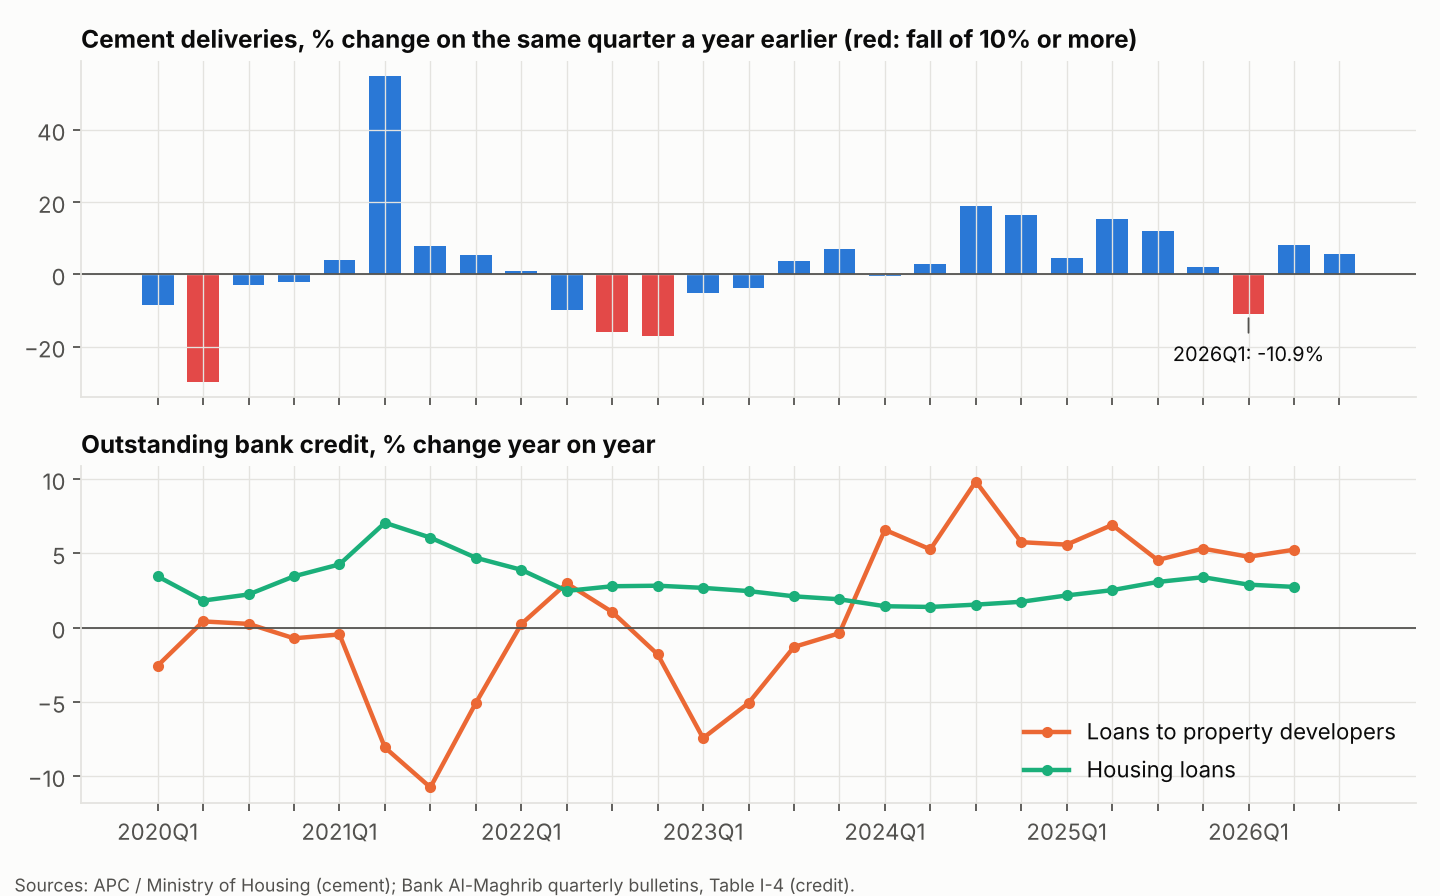 Cement deliveries, % change on the same quarter a year earlier (red: fall of 10% or more)
40
20
0
−20
2026Q1: -10.9%
Outstanding bank credit, % change year on year
10
5
0
−5
−10
Loans to property developers
Housing loans
2020Q1 2021Q1 2022Q1 2023Q1 2024Q1 2025Q1 2026Q1
Sources: APC / Ministry of Housing (cement); Bank Al-Maghrib quarterly bulletins, Table I-4 (credit).